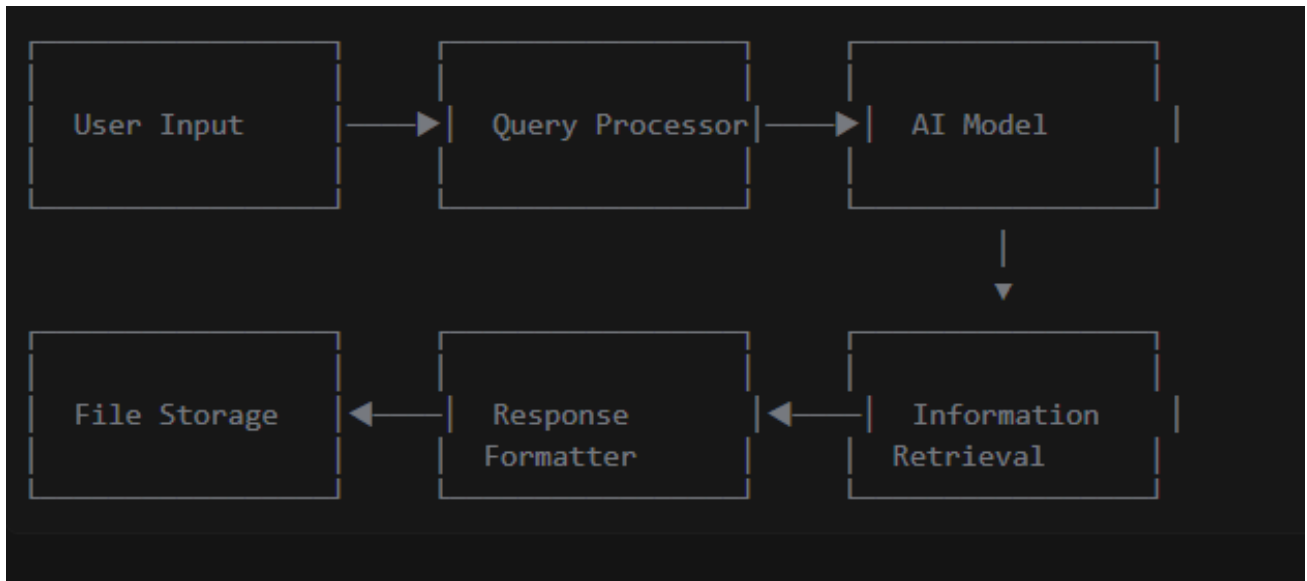 User Input Query Processor AI Model
File Storage Response Information
Formatter Retrieval